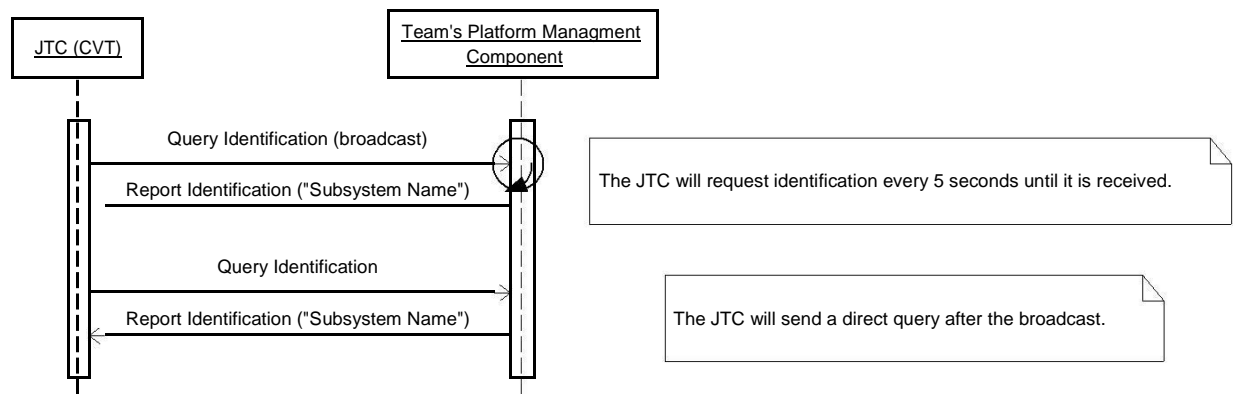 JTC (CVT)
Team's Platform Managment
Component
Query Identification (broadcast)
Report Identification ("Subsystem Name")
The JTC will request identification every 5 seconds until it is received.
Query Identification
Report Identification ("Subsystem Name")
The JTC will send a direct query after the broadcast.